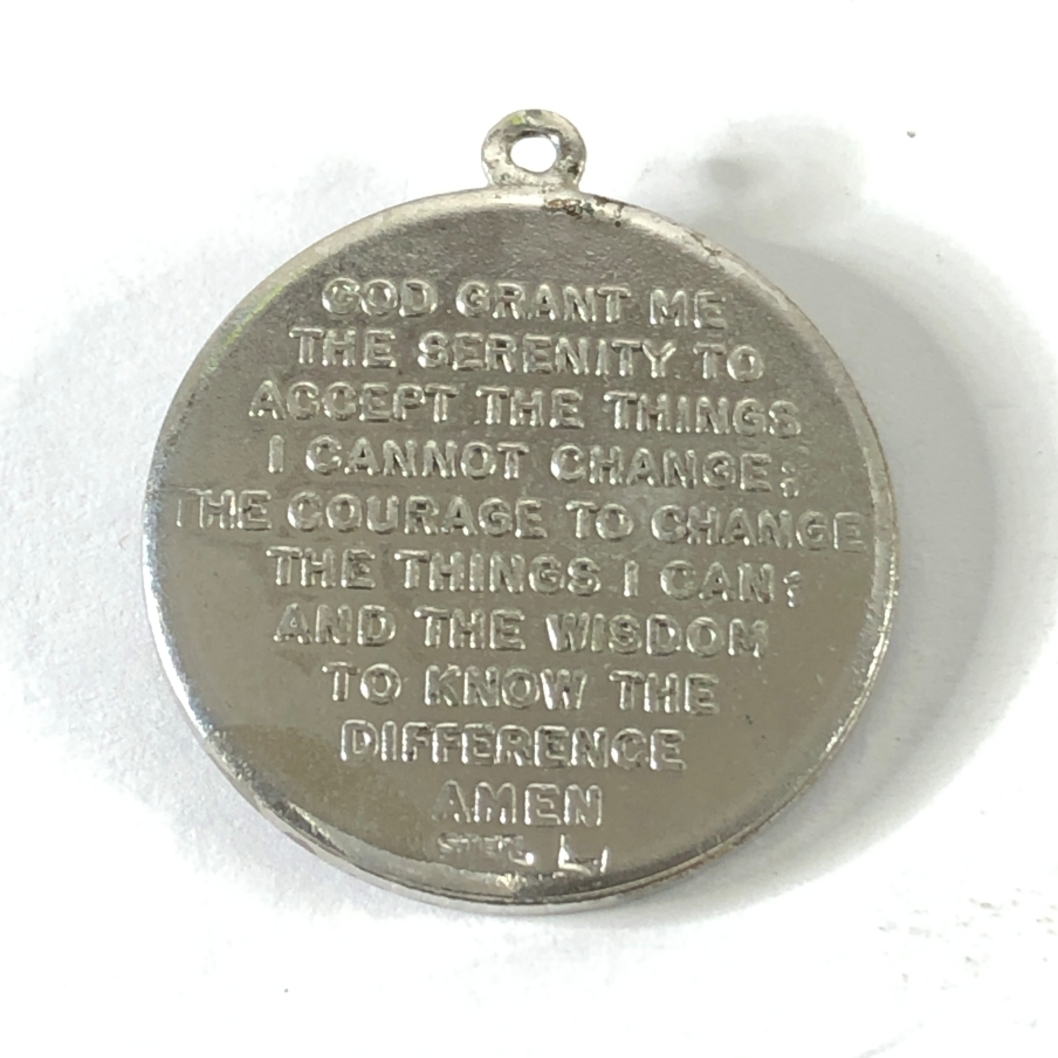 GOD GRANT ME
THE SERENITY TO
ACCEPT THE THINGS
I CANNOT CHANGE;
THE COURAGE TO CHANGE
THE THINGS I CAN;
AND THE WISDOM
TO KNOW THE
DIFFERENCE
AMEN